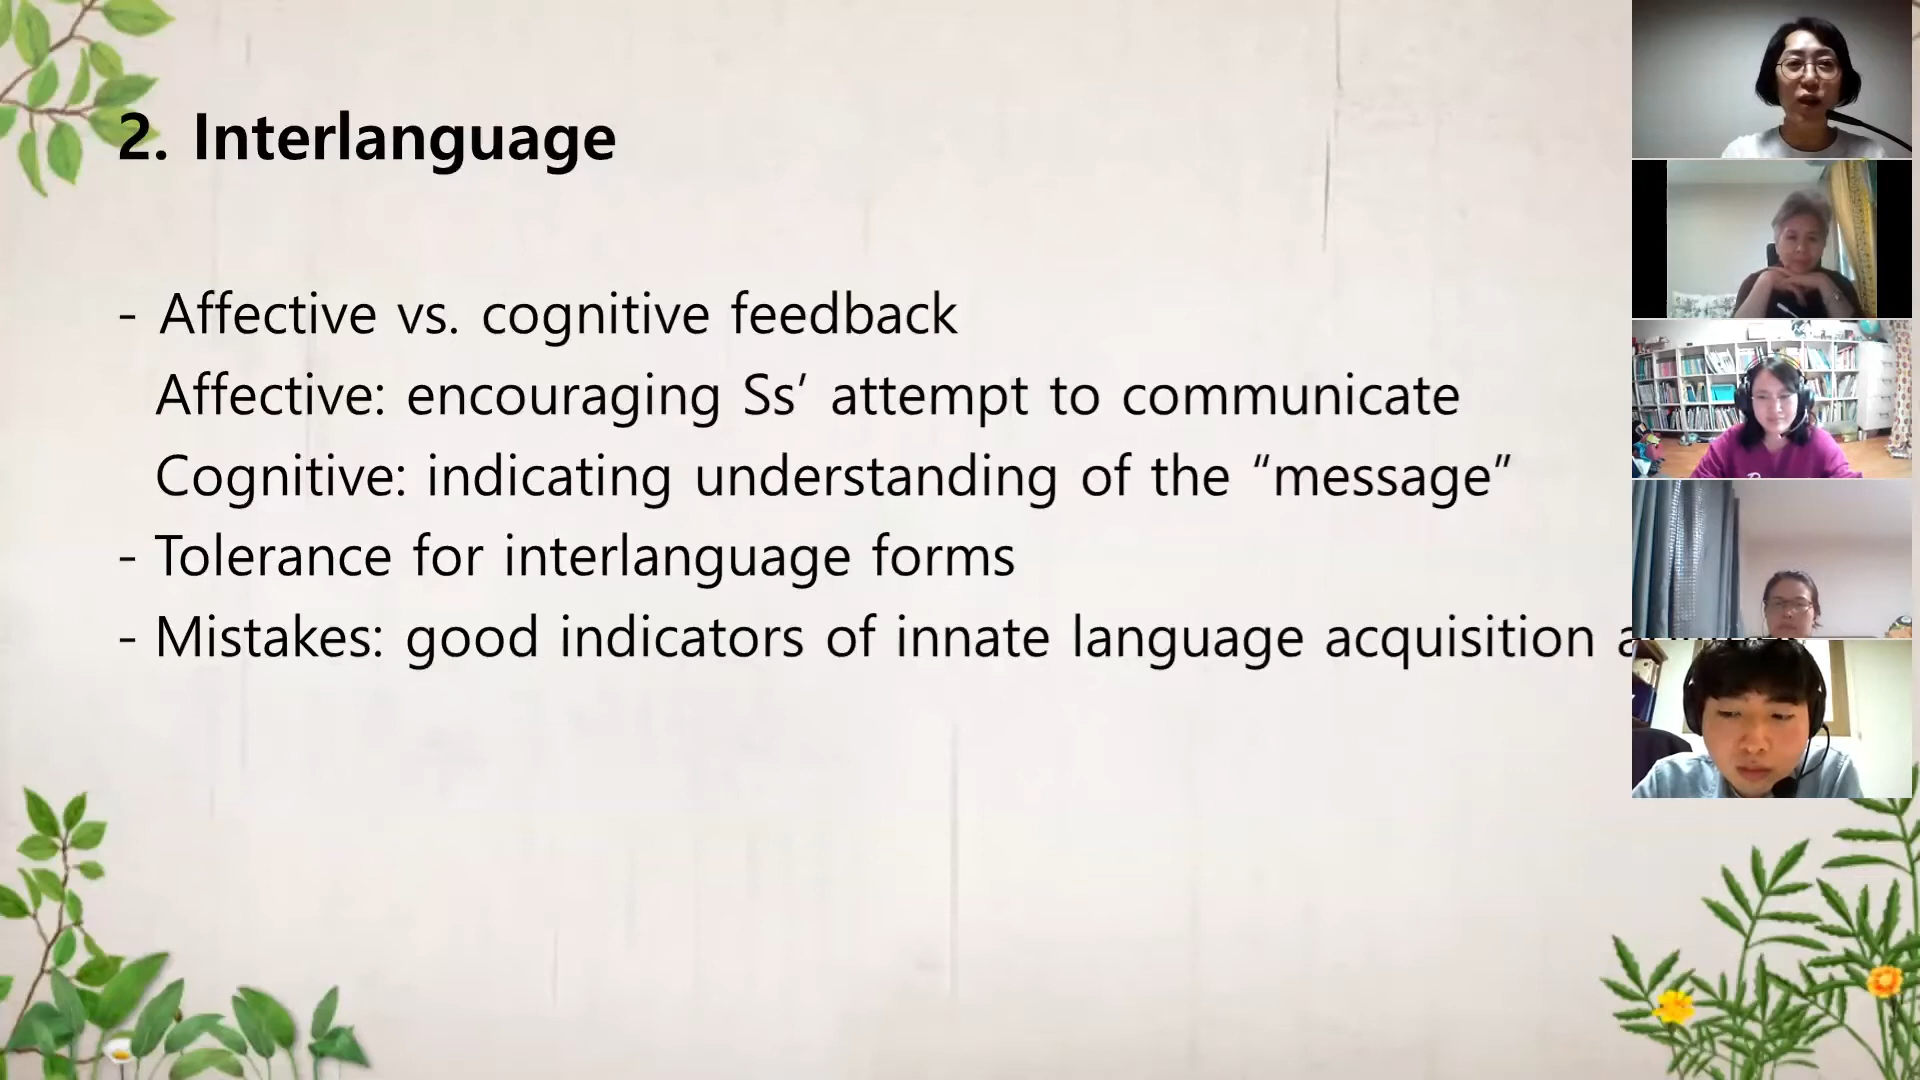 2. Interlanguage
- Affective vs. cognitive feedback
Affective: encouraging Ss’ attempt to communicate
Cognitive: indicating understanding of the “message”
- Tolerance for interlanguage forms
- Mistakes: good indicators of innate language acquisition